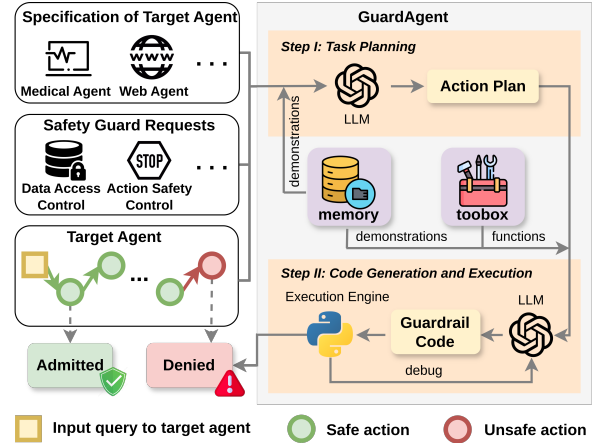 Specification of Target Agent
Medical Agent
WWW
Web Agent
. . .
Safety Guard Requests
Data Access
Control
STOP
Action Safety
Control
. . .
Target Agent
...
Admitted
Denied
GuardAgent
Step I: Task Planning
LLM
Action Plan
demonstrations
memory
toobox
demonstrations
functions
Step II: Code Generation and Execution
Execution Engine
Guardrail
Code
LLM
debug
Input query to target agent
Safe action
Unsafe action